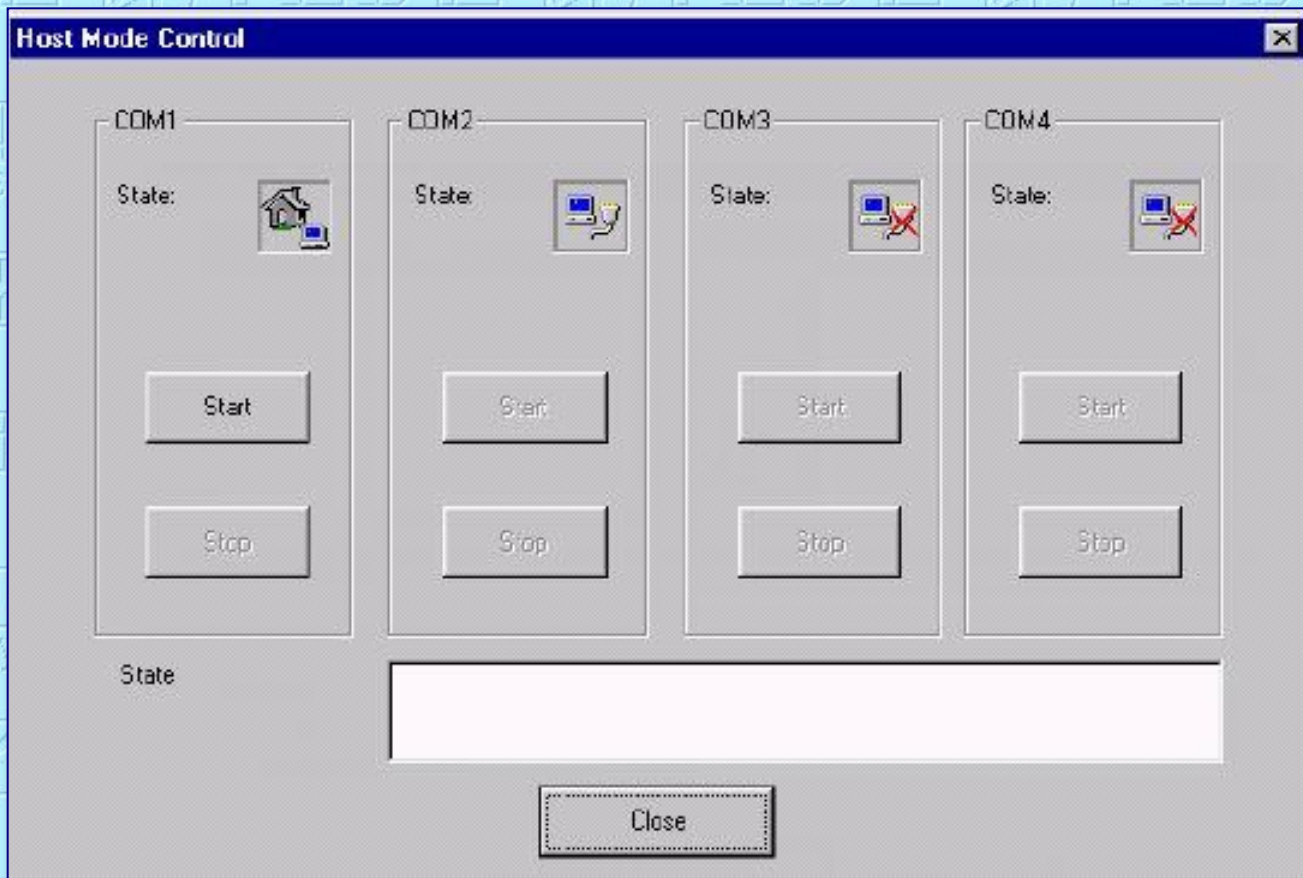 Host Mode Control
COM1 COM2 COM3 COM4
State: State: State: State:
Start Start Start Start
Stop Stop Stop Stop
State
Close